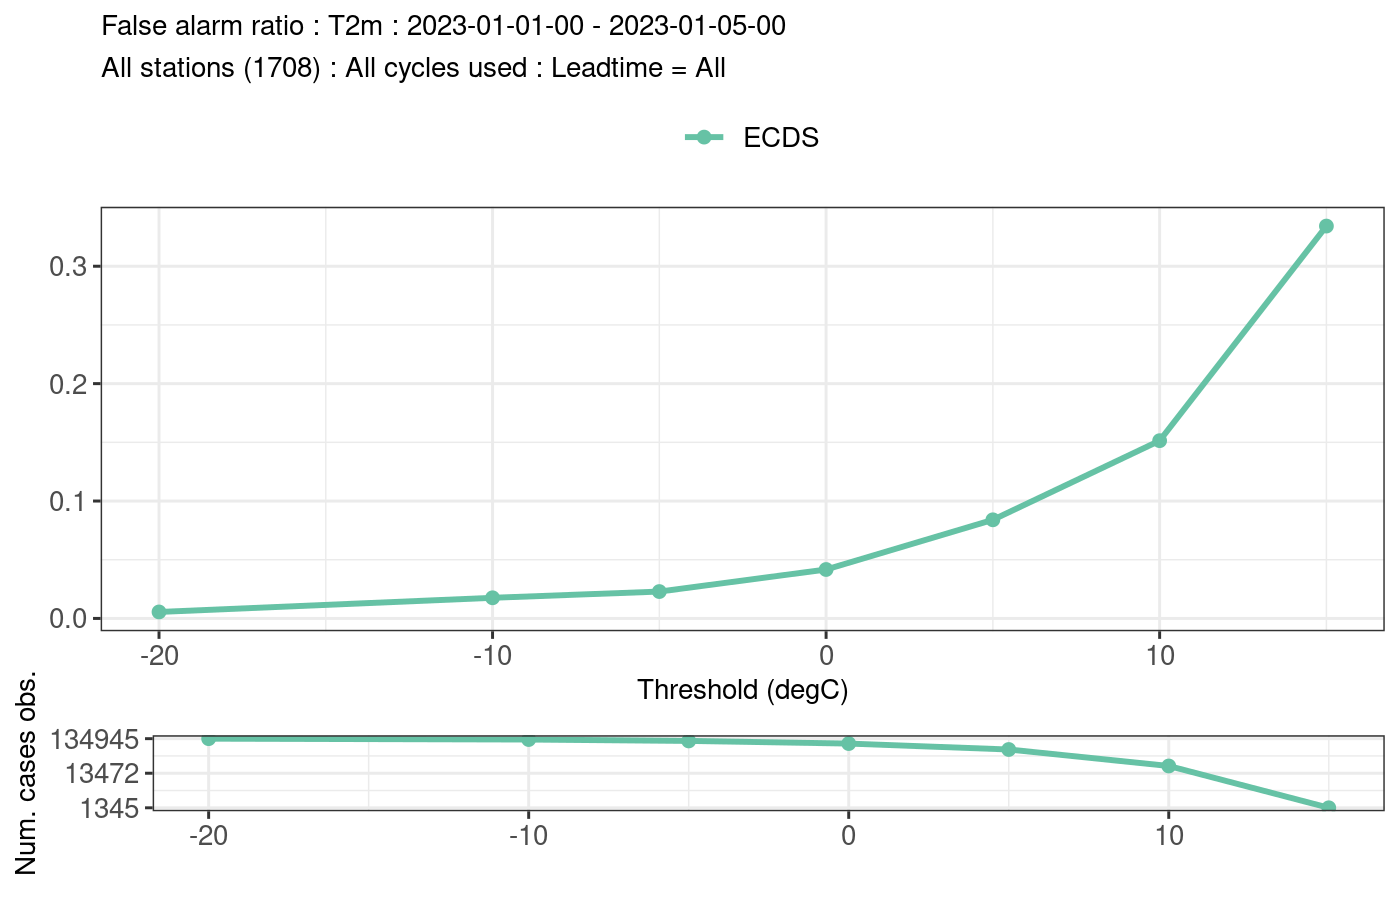 False alarm ratio : T2m : 2023-01-01-00 - 2023-01-05-00
All stations (1708) : All cycles used : Leadtime = All
ECDS
0.3
0.2
0.1
0.0
-20 -10 0 10
Threshold (degC)
Num. cases obs.
134945
13472
1345
-20 -10 0 10